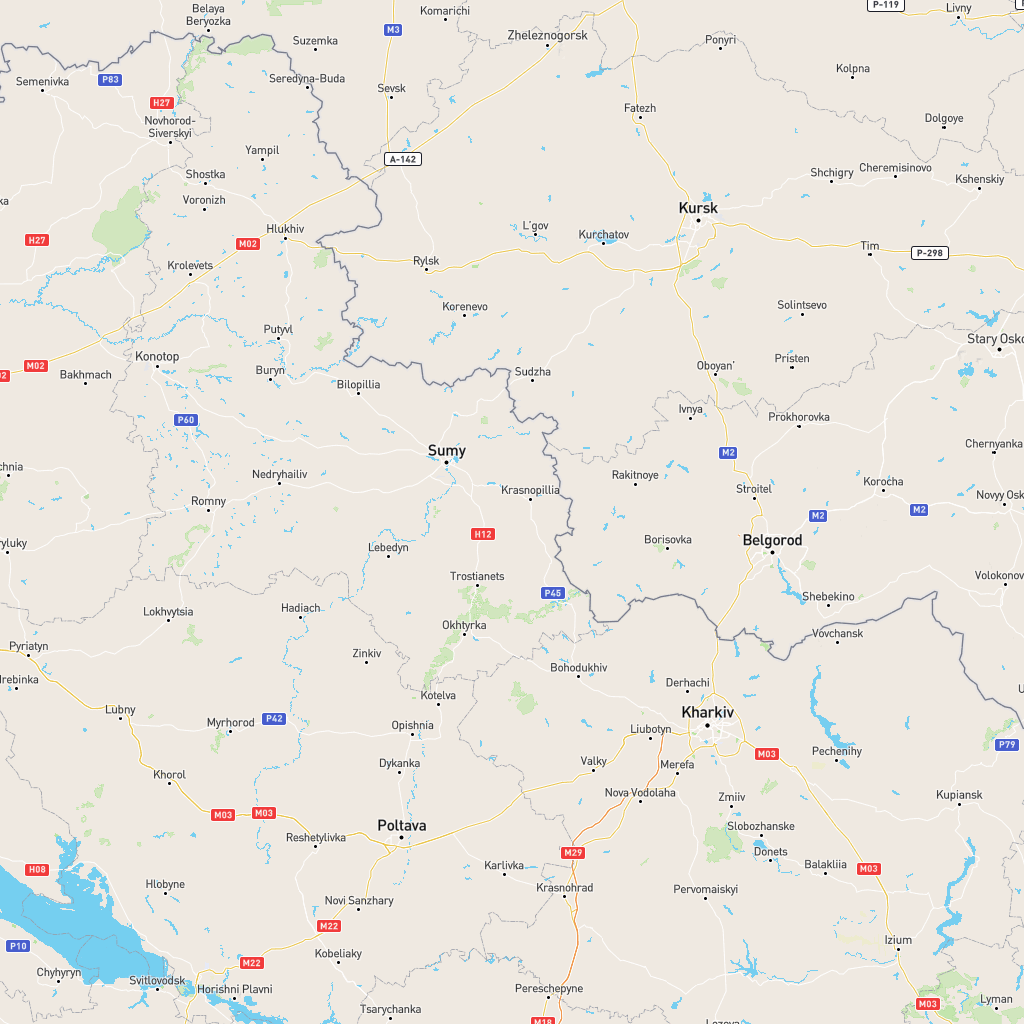 Belaya
Beryozka
Komarichi
P-119
Livny
M3
Zheleznogorsk
Suzemka
Ponyri
Kolpna
Semenivka
P83
Seredyna-Buda
Sevsk
H27
Fatezh
Novhorod-
Siverskyi
Dolgoye
Yampil
A-142
Shostka
Shchigry
Cheremisinovo
Kshenskiy
Voronizh
Kursk
Hlukhiv
L'gov
Kurchatov
H27
M02
Tim
P-298
Krolevets
Rylsk
Korenevo
Solintsevo
Putyvl
Konotop
Stary Osko
M02
Pristen
Oboyan'
Bakhmach
Buryn
Bilopillia
Sudzha
Ivnya
Prokhorovka
P60
Chernyanka
Sumy
M2
chnia
Nedryhailiv
Rakitnoye
Krasnopillia
Stroitel
Korocha
Novyy Osk
Romny
M2
M2
H12
Belgorod
yluky
Lebedyn
Borisovka
Trostianets
Volokonov
P45
Shebekino
Lokhvytsia
Hadiach
Okhtyrka
Vovchansk
Pyriatyn
Zinkiv
Bohodukhiv
rebinka
Derhachi
Kotelva
Lubny
Kharkiv
Myrhorod
P42
Opishnia
Liubotyn
P79
M03
Pechenihy
Valky
Merefa
Dykanka
Khorol
Nova Vodolaha
Zmiiv
Kupiansk
M03
M03
Poltava
Slobozhanske
Reshetylivka
M29
Donets
Karlivka
Balakliia
M03
H08
Hlobyne
Krasnohrad
Pervomaiskyi
Novi Sanzhary
M22
P10
Izium
Kobeliaky
M22
Chyhyryn
Svitlovodsk
Horishni Plavni
Pereschepyne
Lyman
M03
Tsarychanka
M18